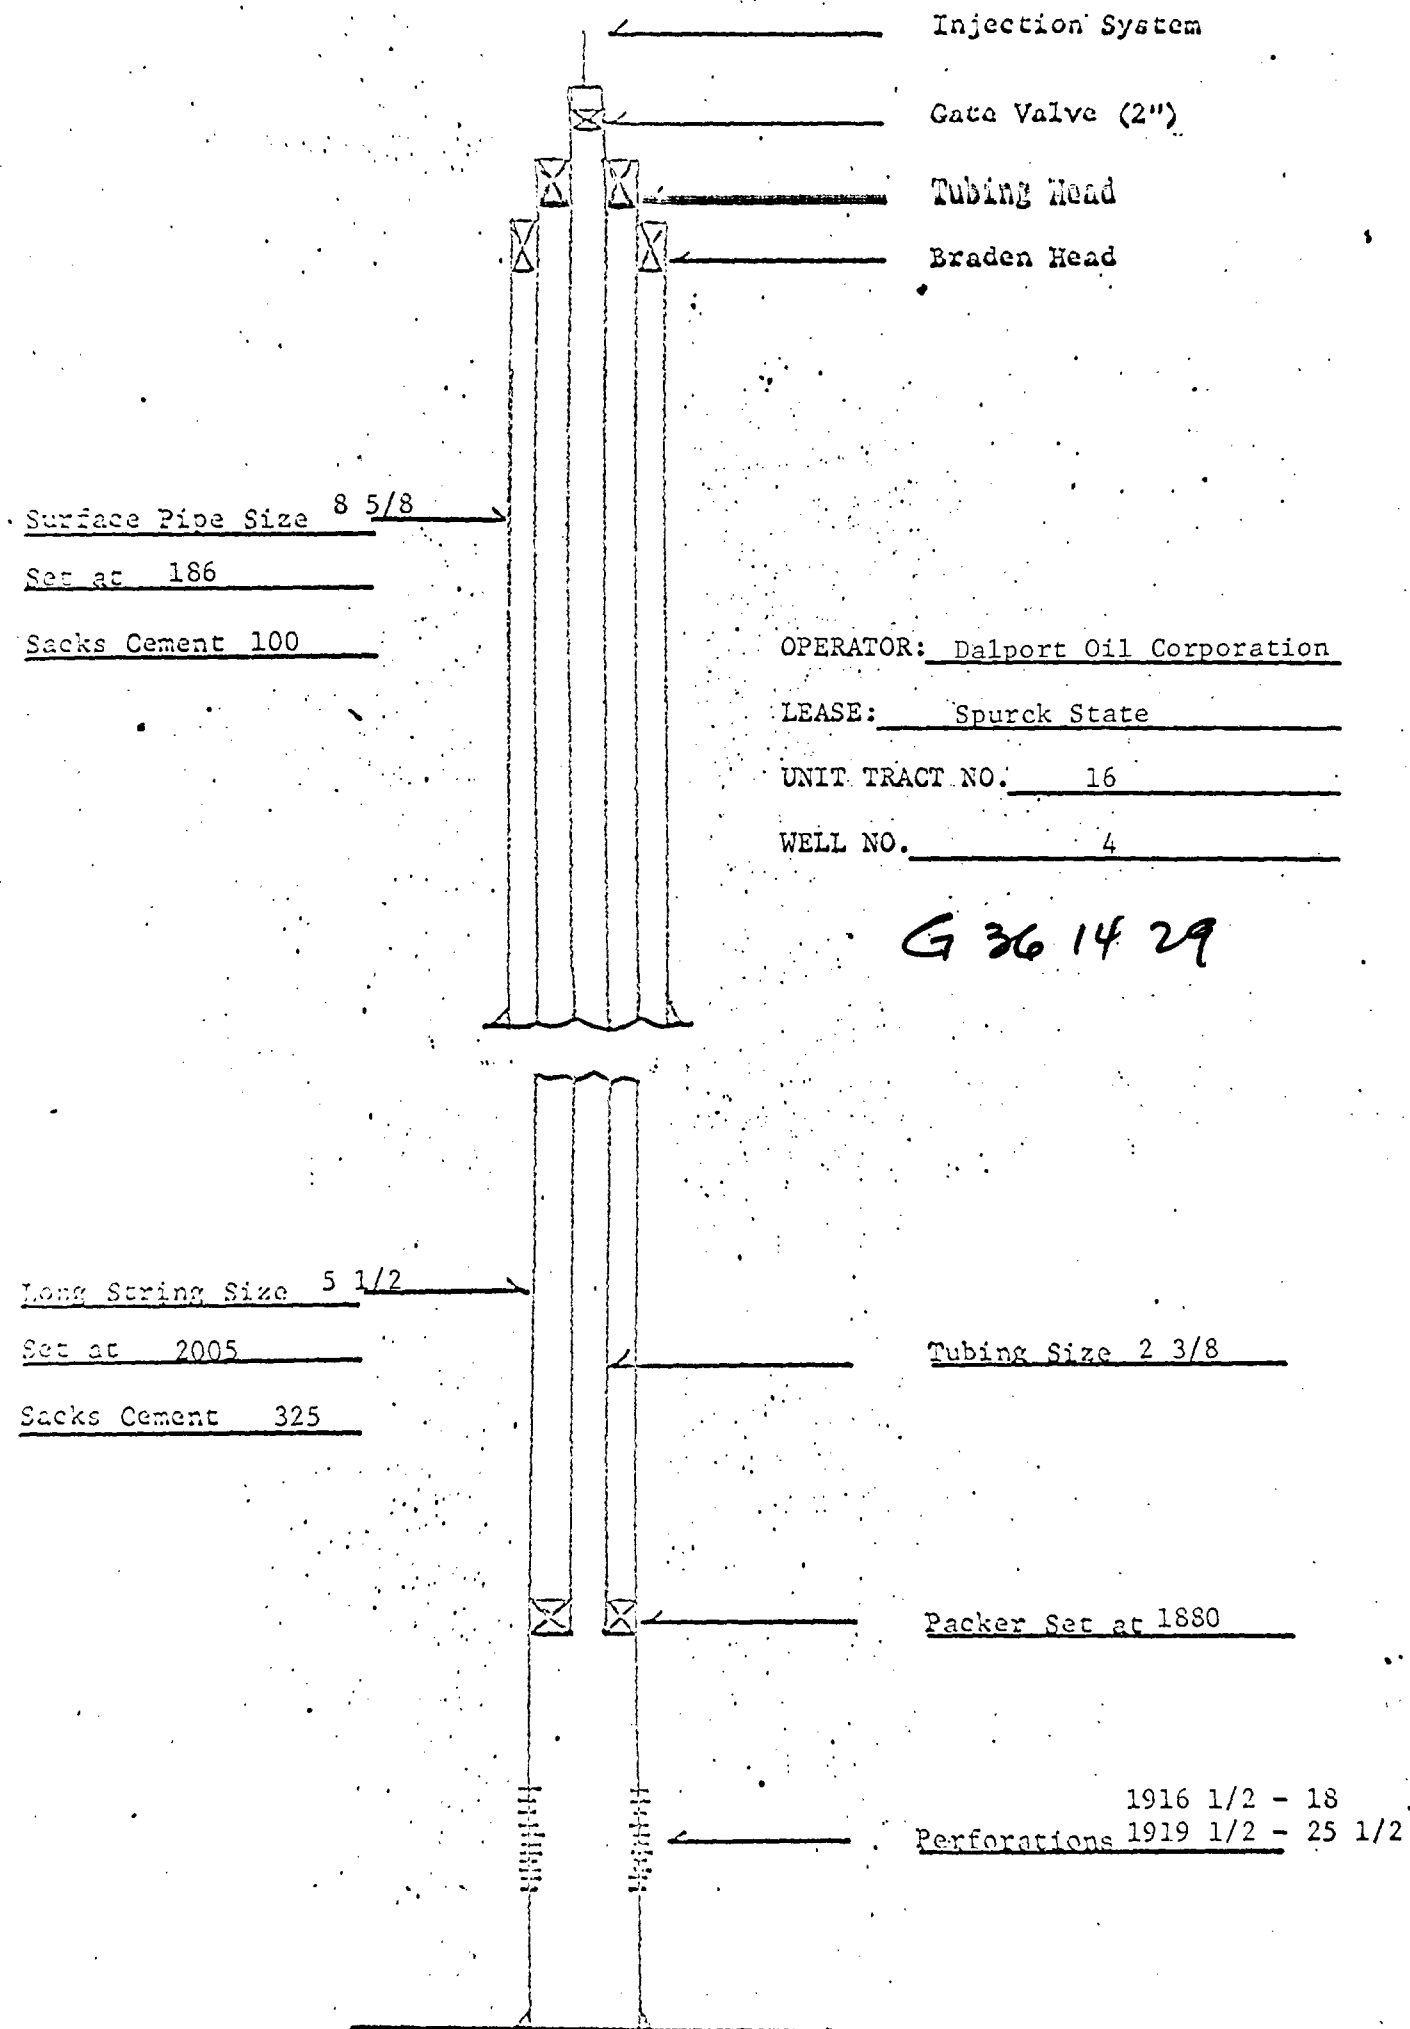 Injection System
Gate Valve (2")
Tubing Head
Braden Head
Surface Pipe Size 8 5/8
Set at 186
Sacks Cement 100
OPERATOR: Dalport Oil Corporation
LEASE: Spurck State
UNIT TRACT NO. 16
WELL NO. 4
G 36 14 29
Long String Size 5 1/2
Set at 2005
Tubing Size 2 3/8
Sacks Cement 325
Packer Set at 1880
1916 1/2 - 18
Perforations 1919 1/2 - 25 1/2